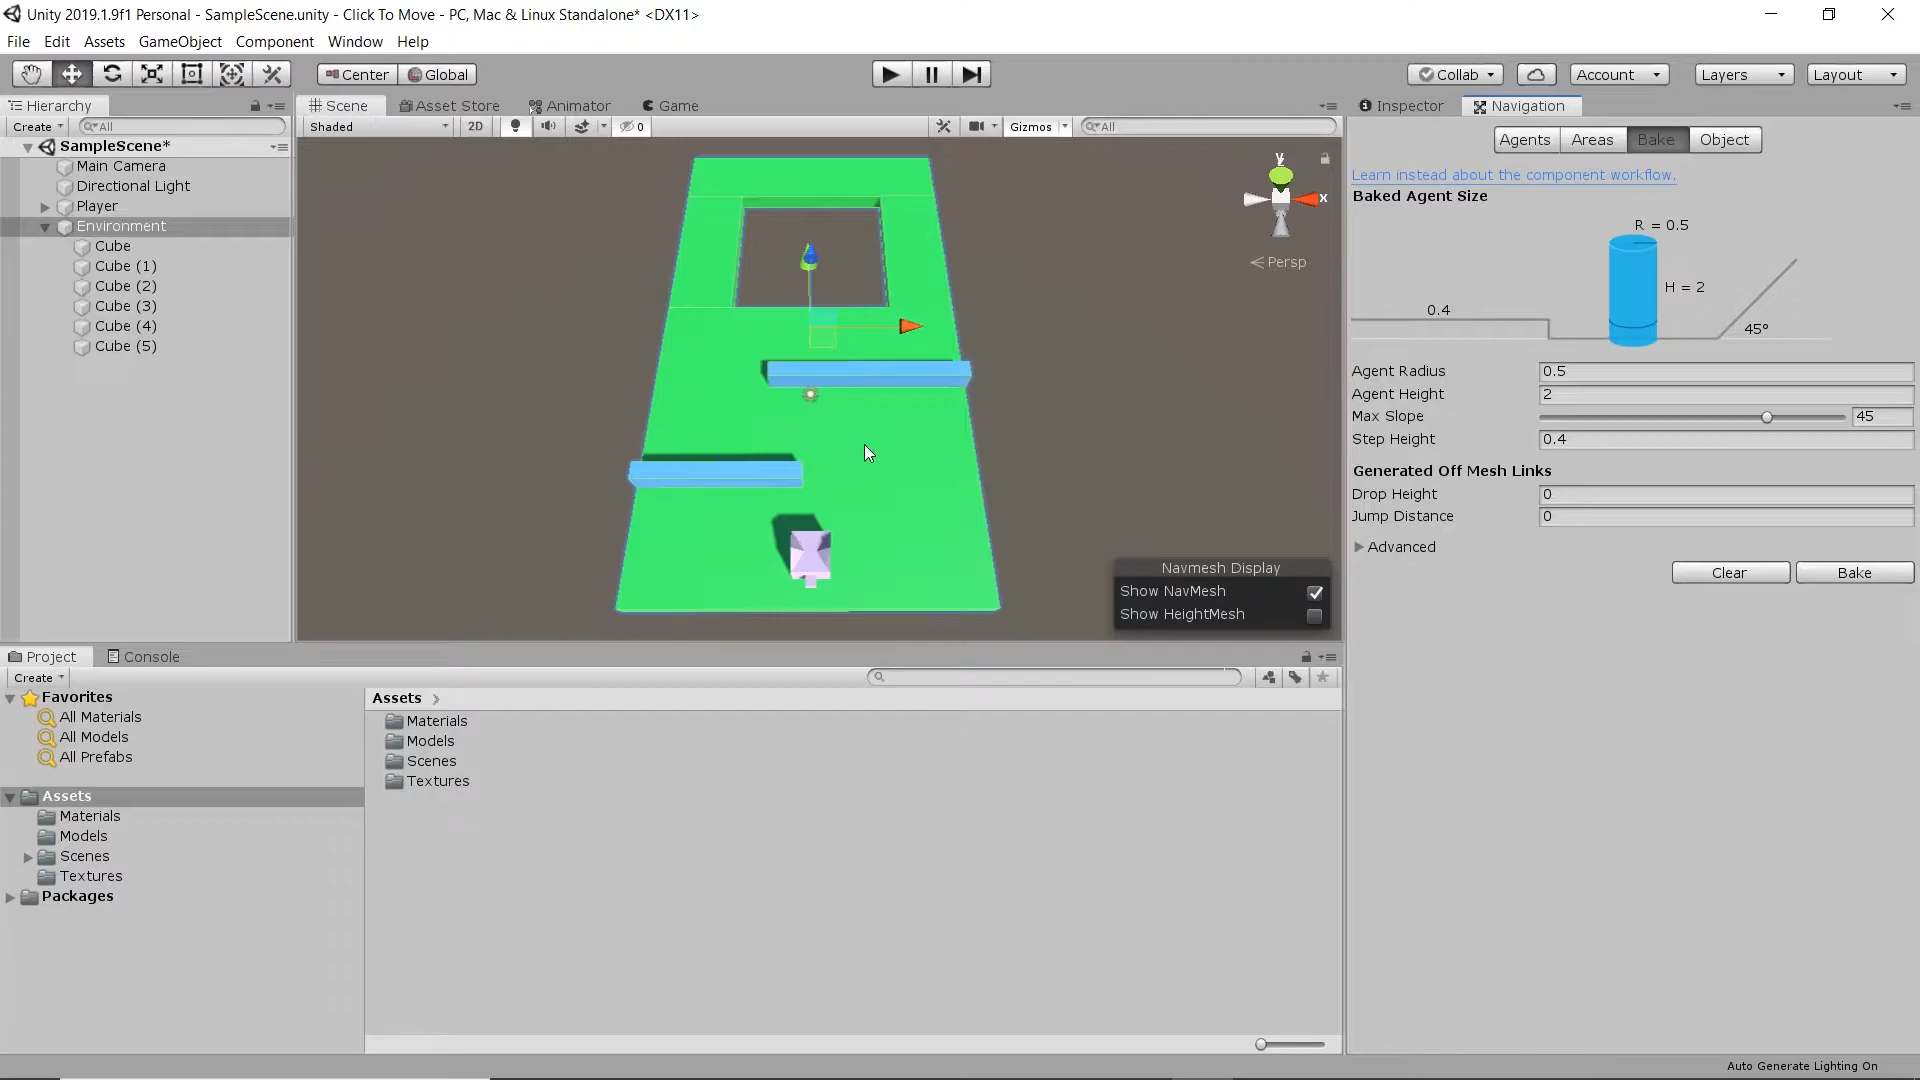 Unity 2019.1.9f1 Personal - SampleScene.unity - Click To Move - PC, Mac & Linux Standalone* <DX11>
File Edit Assets GameObject Component Window Help
Center Global Collab Account Layers Layout
Hierarchy
Create All
SampleScene*
Main Camera
Directional Light
Player
Environment
Cube
Cube (1)
Cube (2)
Cube (3)
Cube (4)
Cube (5)
Scene Asset Store Animator Game
Shaded 2D 0 Gizmos All
y
x
Persp
Navmesh Display
Show NavMesh
Show HeightMesh
Inspector Navigation
Agents Areas Bake Object
Learn instead about the component workflow.
Baked Agent Size
R = 0.5
H = 2
0.4
45°
Agent Radius 0.5
Agent Height 2
Max Slope 45
Step Height 0.4
Generated Off Mesh Links
Drop Height 0
Jump Distance 0
Advanced
Clear Bake
Project Console
Create
Favorites
All Materials
All Models
All Prefabs
Assets
Materials
Models
Scenes
Textures
Packages
Assets
Materials
Models
Scenes
Textures
Auto Generate Lighting On